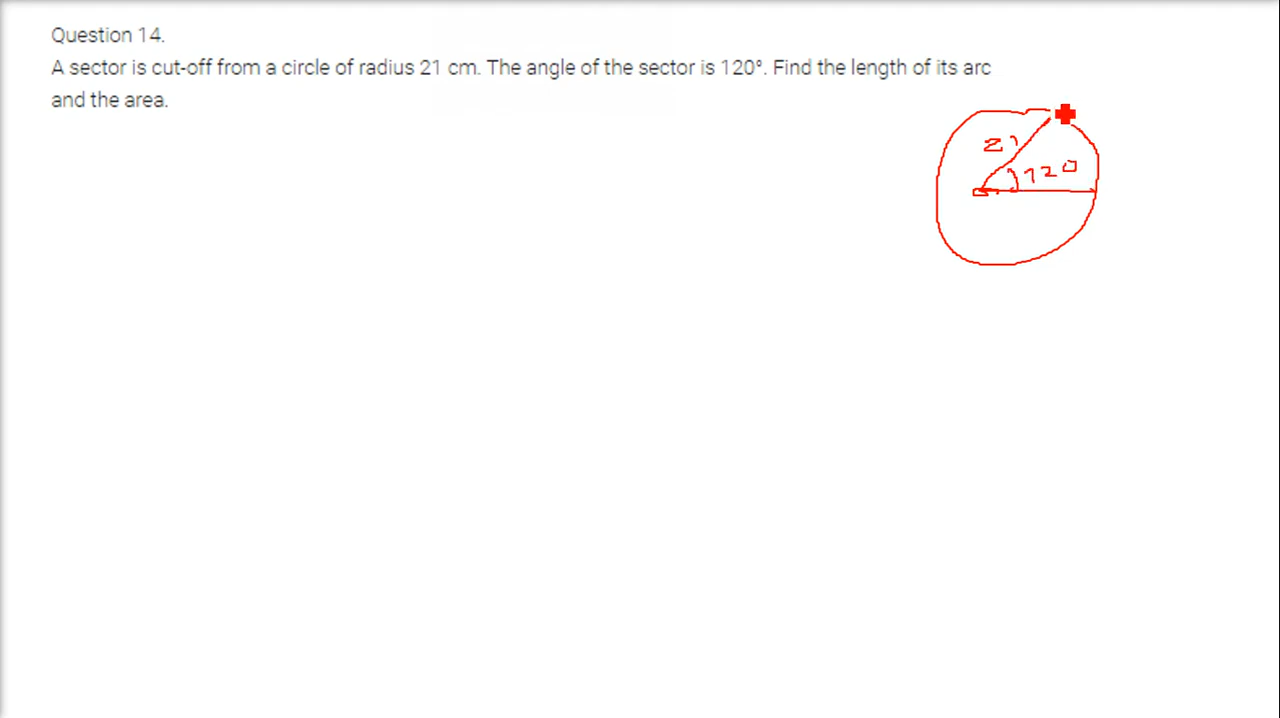 Question 14.
A sector is cut-off from a circle of radius 21 cm. The angle of the sector is 120°. Find the length of its arc
and the area.
21
120